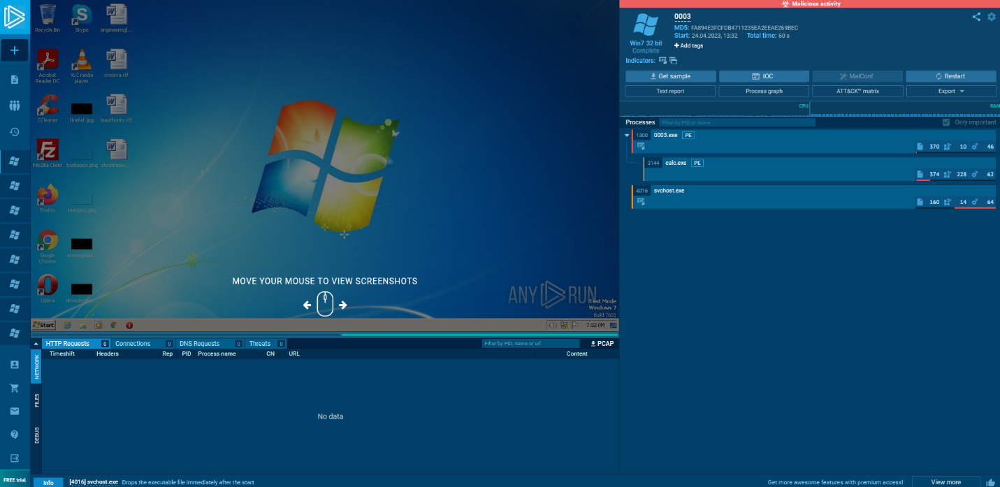 Malicious activity
0003
MD5: FA894E3FCFDB4711235EA2EEAE269BEC
Start: 24.04.2023, 13:32 Total time: 60 s
+ Add tags
Win7 32 bit
Complete
Indicators:
Get sample IOC MalConf Restart
Text report Process graph ATT&CK™ matrix Export
CPU RAM
Processes Filter by PID or name Only important
1300 0003.exe PE
370 10 46
3144 calc.exe PE
374 228 62
4016 svchost.exe
160 14 64
Recycle Bin Skype engineeringl...
Acrobat Reader DC VLC media player crossva.rtf
CCleaner firmfat.jpg leauthority.rtf
FileZilla Client trialtopics.png
Firefox teenpics.png
Google Chrome
Opera
MOVE YOUR MOUSE TO VIEW SCREENSHOTS
ANY RUN
Test Mode
Windows 7
Build 7601
Start 7:32 PM
HTTP Requests 0 Connections 0 DNS Requests 0 Threats 0 Filter by PID, name or url PCAP
Timeshift Headers Rep PID Process name CN URL Content
NETWORK
FILES
DEBUG
No data
FREE trial
Info [4016] svchost.exe Drops the executable file immediately after the start
Get more awesome features with premium access! View more